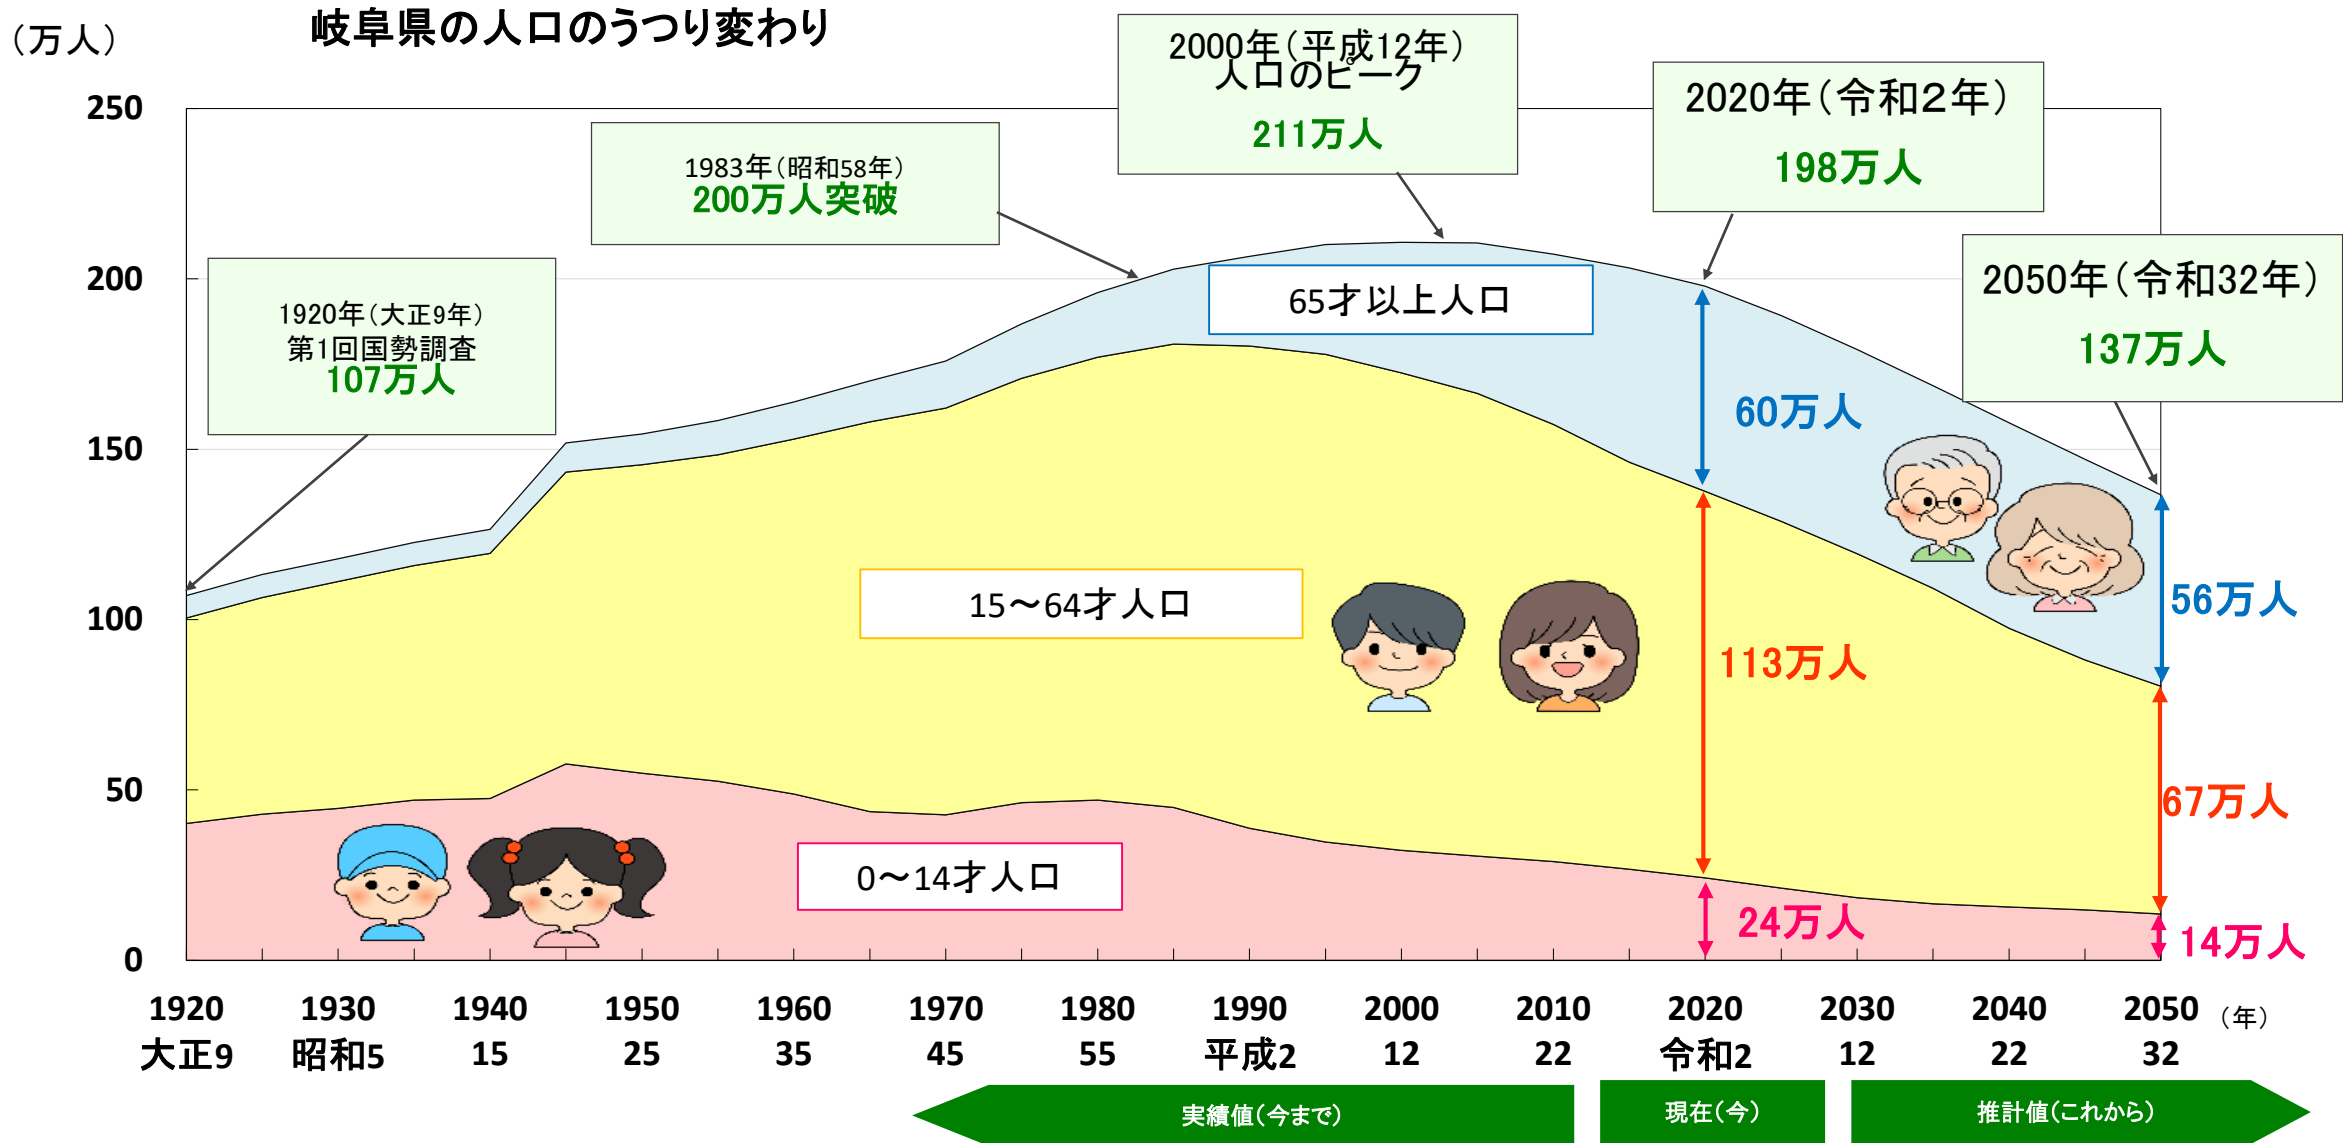 岐阜県の人口のうつり変わり
（万人）
2000年（平成12年）
人口のピーク
211万人
2020年（令和２年）
198万人
1983年（昭和58年）
200万人突破
2050年（令和32年）
137万人
1920年（大正9年）
第1回国勢調査
107万人
250
200
150
100
50
0
65才以上人口
15～64才人口
0～14才人口
60万人
113万人
24万人
56万人
67万人
14万人
1920 1930 1940 1950 1960 1970 1980 1990 2000 2010 2020 2030 2040 2050 （年）
大正9 昭和5 15 25 35 45 55 平成2 12 22 令和2 12 22 32
実績値（今まで） 現在（今） 推計値（これから）